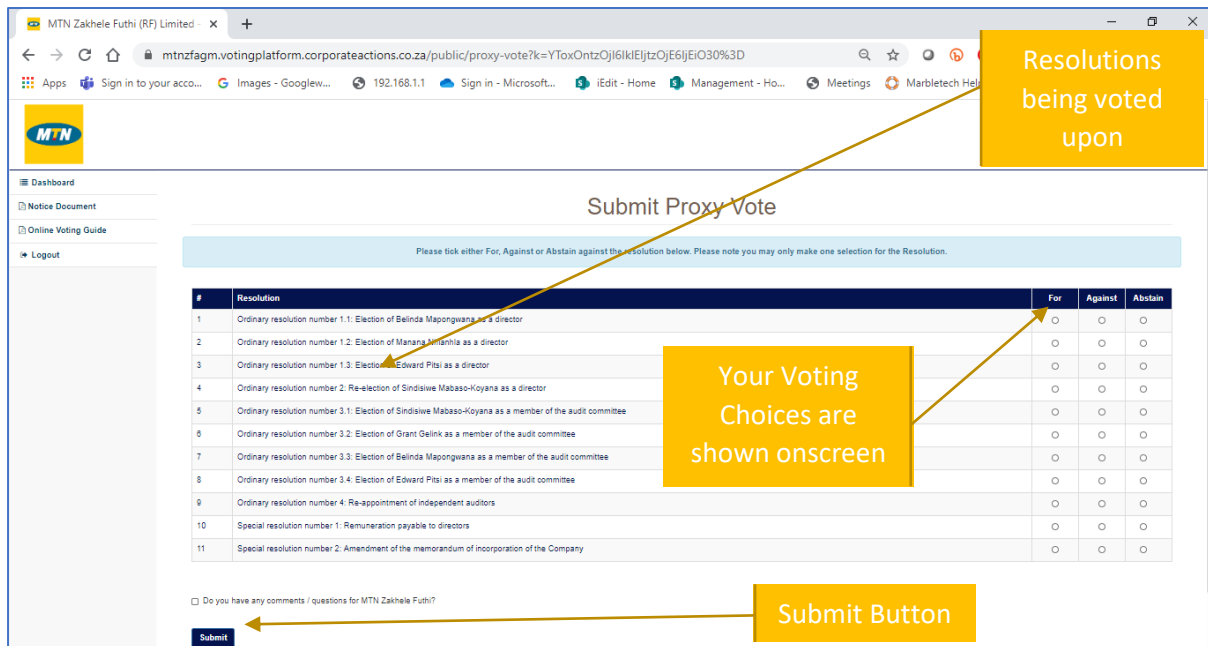 MTN Zakhele Futhi (RF) Limited -
mtnzfagm.votingplatform.corporateactions.co.za/public/proxy-vote?k=YToxOntzOjI6IklEIjtzOjE6IjEiO30%3D
Apps Sign in to your acco... Images - Googlew... 192.168.1.1 Sign in - Microsoft... iEdit - Home Management - Ho... Meetings Marbletech Hel
Resolutions
being voted
upon
MTN
Dashboard
Notice Document
Online Voting Guide
Logout
Submit Proxy Vote
Please tick either For, Against or Abstain against the resolution below. Please note you may only make one selection for the Resolution.
# Resolution For Against Abstain
1 Ordinary resolution number 1.1: Election of Belinda Mapongwana as a director
2 Ordinary resolution number 1.2: Election of Manana Nhlanhla as a director
3 Ordinary resolution number 1.3: Election of Edward Pitsi as a director
4 Ordinary resolution number 2: Re-election of Sindisiwe Mabaso-Koyana as a director
5 Ordinary resolution number 3.1: Election of Sindisiwe Mabaso-Koyana as a member of the audit committee
6 Ordinary resolution number 3.2: Election of Grant Gelink as a member of the audit committee
7 Ordinary resolution number 3.3: Election of Belinda Mapongwana as a member of the audit committee
8 Ordinary resolution number 3.4: Election of Edward Pitsi as a member of the audit committee
9 Ordinary resolution number 4: Re-appointment of independent auditors
10 Special resolution number 1: Remuneration payable to directors
11 Special resolution number 2: Amendment of the memorandum of incorporation of the Company
Your Voting
Choices are
shown onscreen
Do you have any comments / questions for MTN Zakhele Futhi?
Submit Button
Submit